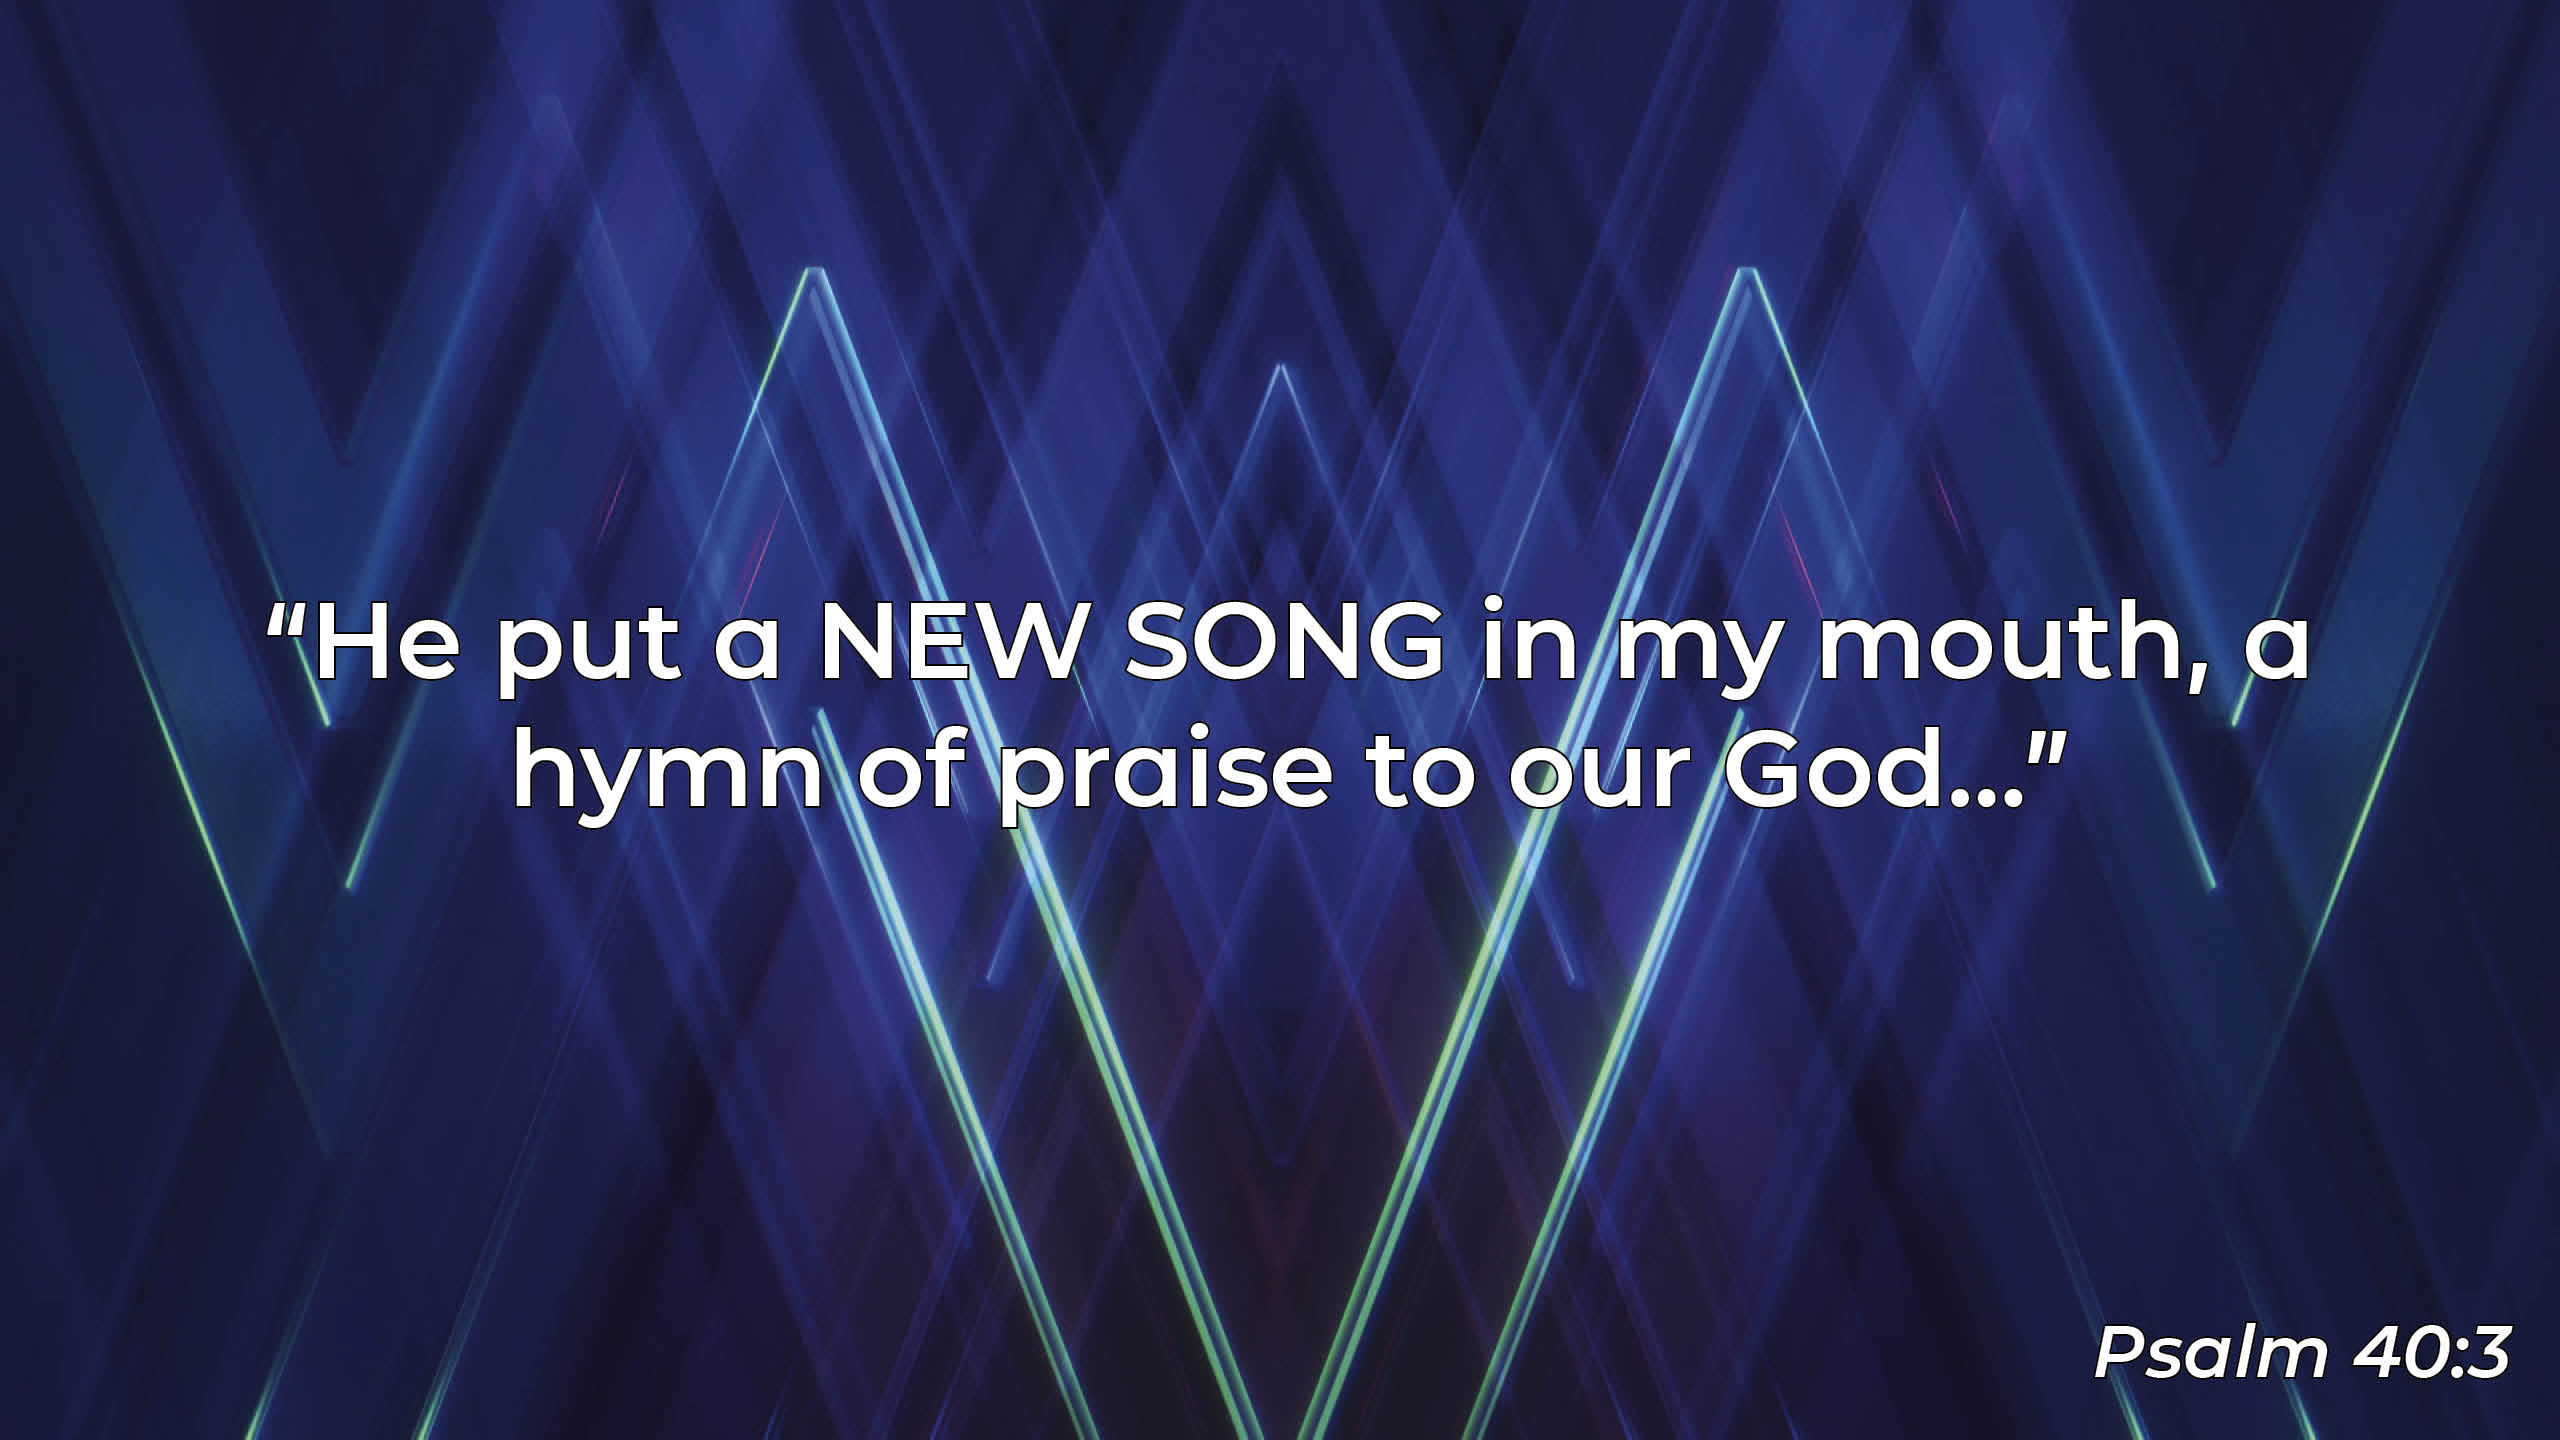 “He put a NEW SONG in my mouth, a
hymn of praise to our God...”
Psalm 40:3